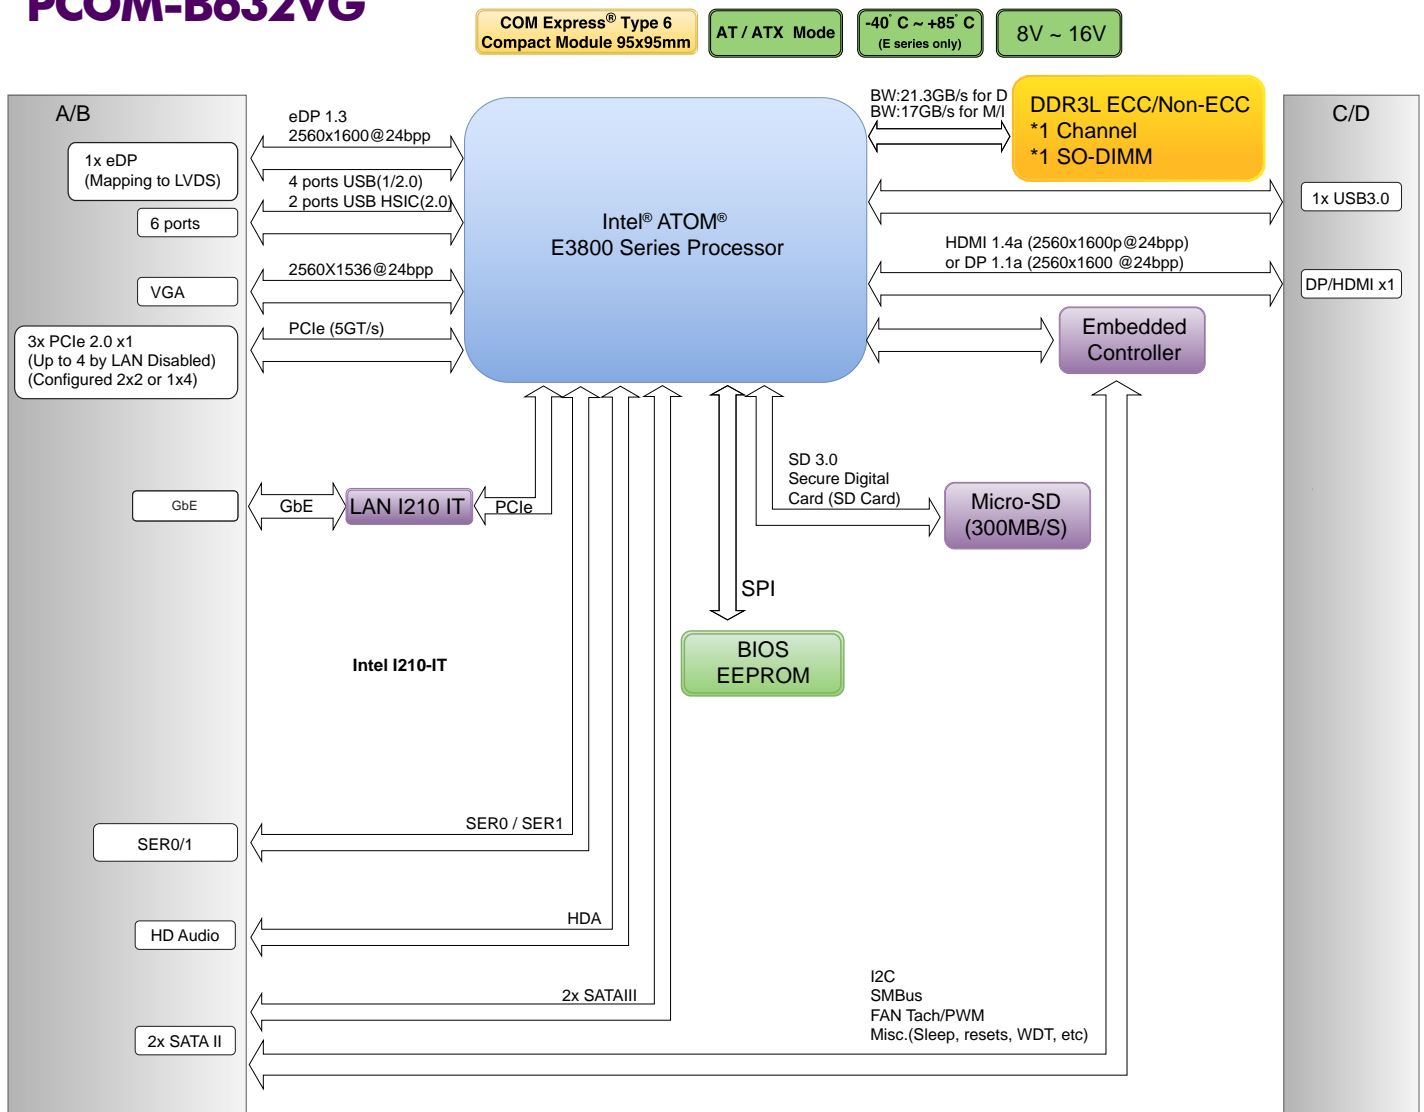 PCOM-B632VG
COM Express® Type 6
Compact Module 95x95mm
AT / ATX Mode
-40° C ~ +85° C
(E series only)
8V ~ 16V
A/B
1x eDP
(Mapping to LVDS)
6 ports
VGA
3x PCIe 2.0 x1
(Up to 4 by LAN Disabled)
(Configured 2x2 or 1x4)
GbE
SER0/1
HD Audio
2x SATA II
eDP 1.3
2560x1600@24bpp
4 ports USB(1/2.0)
2 ports USB HSIC(2.0)
2560X1536@24bpp
PCIe (5GT/s)
Intel® ATOM®
E3800 Series Processor
BW:21.3GB/s for D
BW:17GB/s for M/I
DDR3L ECC/Non-ECC
*1 Channel
*1 SO-DIMM
C/D
1x USB3.0
HDMI 1.4a (2560x1600p@24bpp)
or DP 1.1a (2560x1600 @24bpp)
DP/HDMI x1
Embedded
Controller
GbE
LAN I210 IT
PCIe
SD 3.0
Secure Digital
Card (SD Card)
Micro-SD
(300MB/S)
SPI
BIOS
EEPROM
Intel I210-IT
SER0 / SER1
HDA
2x SATAIII
I2C
SMBus
FAN Tach/PWM
Misc.(Sleep, resets, WDT, etc)